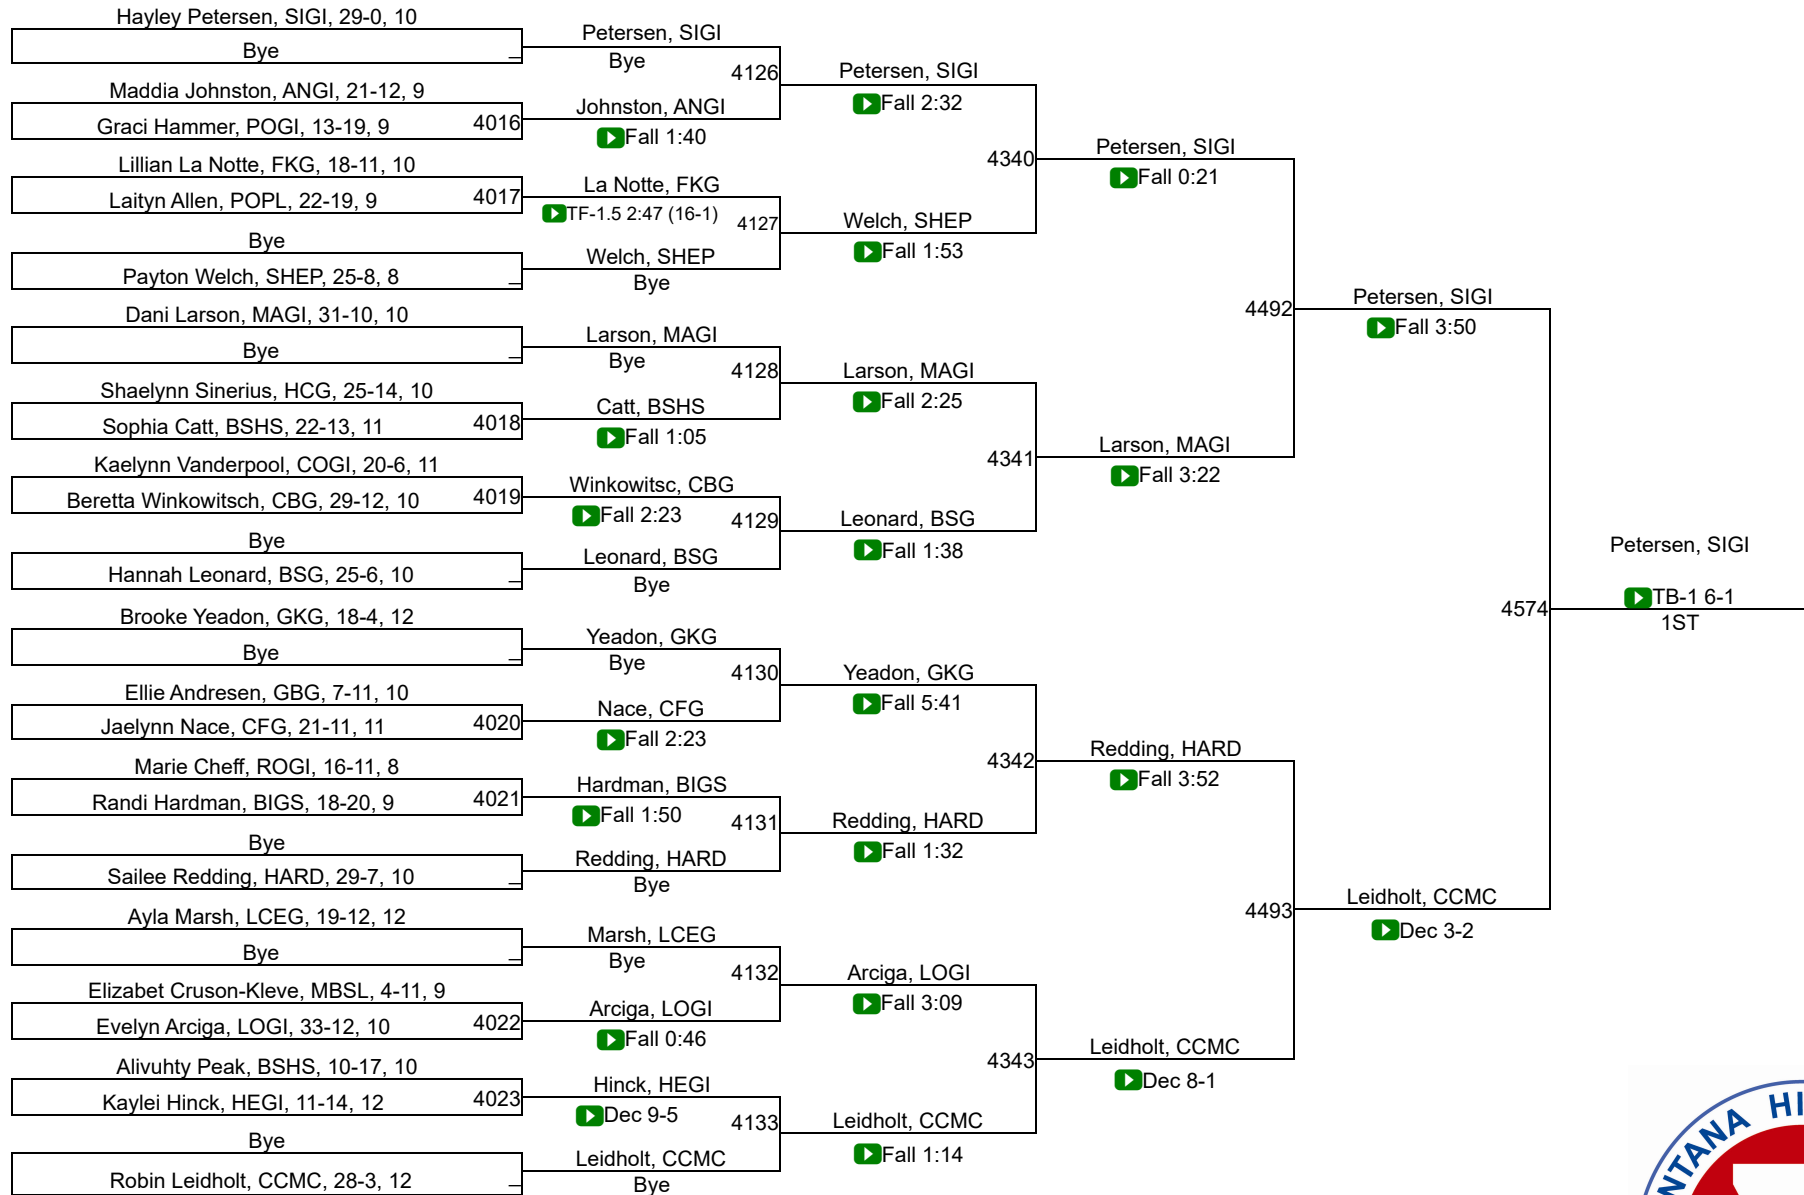 Hayley Petersen, SIGI, 29-0, 10
Bye
Maddia Johnston, ANGI, 21-12, 9
Graci Hammer, POGI, 13-19, 9
4016
Lillian La Notte, FKG, 18-11, 10
Laityn Allen, POPL, 22-19, 9
4017
Bye
Payton Welch, SHEP, 25-8, 8
Dani Larson, MAGI, 31-10, 10
Bye
Shaelynn Sinerius, HCG, 25-14, 10
Sophia Catt, BSHS, 22-13, 11
4018
Kaelynn Vanderpool, COGI, 20-6, 11
Beretta Winkowitsch, CBG, 29-12, 10
4019
Bye
Hannah Leonard, BSG, 25-6, 10
Brooke Yeadon, GKG, 18-4, 12
Bye
Ellie Andresen, GBG, 7-11, 10
Jaelynn Nace, CFG, 21-11, 11
4020
Marie Cheff, ROGI, 16-11, 8
Randi Hardman, BIGS, 18-20, 9
4021
Bye
Sailee Redding, HARD, 29-7, 10
Ayla Marsh, LCEG, 19-12, 12
Bye
Elizabet Cruson-Kleve, MBSL, 4-11, 9
Evelyn Arciga, LOGI, 33-12, 10
4022
Alivuhty Peak, BSHS, 10-17, 10
Kaylei Hinck, HEGI, 11-14, 12
4023
Bye
Robin Leidholt, CCMC, 28-3, 12
Petersen, SIGI
Bye
4126
Johnston, ANGI
Fall 1:40
La Notte, FKG
TF-1.5 2:47 (16-1)
4127
Welch, SHEP
Bye
Larson, MAGI
Bye
4128
Catt, BSHS
Fall 1:05
Winkowitsc, CBG
Fall 2:23
4129
Leonard, BSG
Bye
Yeadon, GKG
Bye
4130
Nace, CFG
Fall 2:23
Hardman, BIGS
Fall 1:50
4131
Redding, HARD
Bye
Marsh, LCEG
Bye
4132
Arciga, LOGI
Fall 0:46
Hinck, HEGI
Dec 9-5
4133
Leidholt, CCMC
Bye
Petersen, SIGI
Fall 2:32
4340
Welch, SHEP
Fall 1:53
Larson, MAGI
Fall 2:25
4341
Leonard, BSG
Fall 1:38
Yeadon, GKG
Fall 5:41
4342
Redding, HARD
Fall 1:32
Arciga, LOGI
Fall 3:09
4343
Leidholt, CCMC
Fall 1:14
Petersen, SIGI
Fall 0:21
4492
Larson, MAGI
Fall 3:22
Redding, HARD
Fall 3:52
4493
Leidholt, CCMC
Dec 8-1
Petersen, SIGI
Fall 3:50
4574
Leidholt, CCMC
Dec 3-2
Petersen, SIGI
TB-1 6-1
1ST
NTANA HI